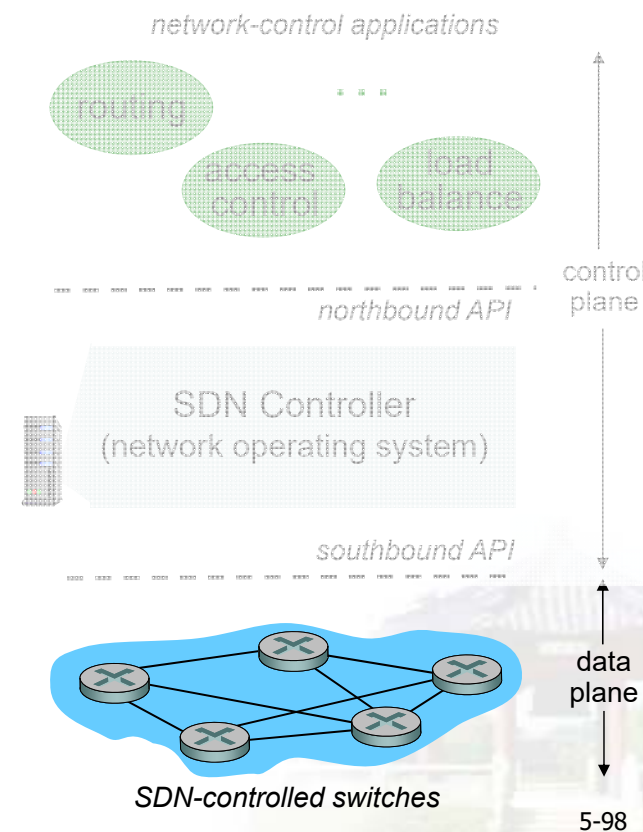 network-control applications
routing
...
access
control
load
balance
control
plane
northbound API
SDN Controller
(network operating system)
southbound API
data
plane
SDN-controlled switches
5-98